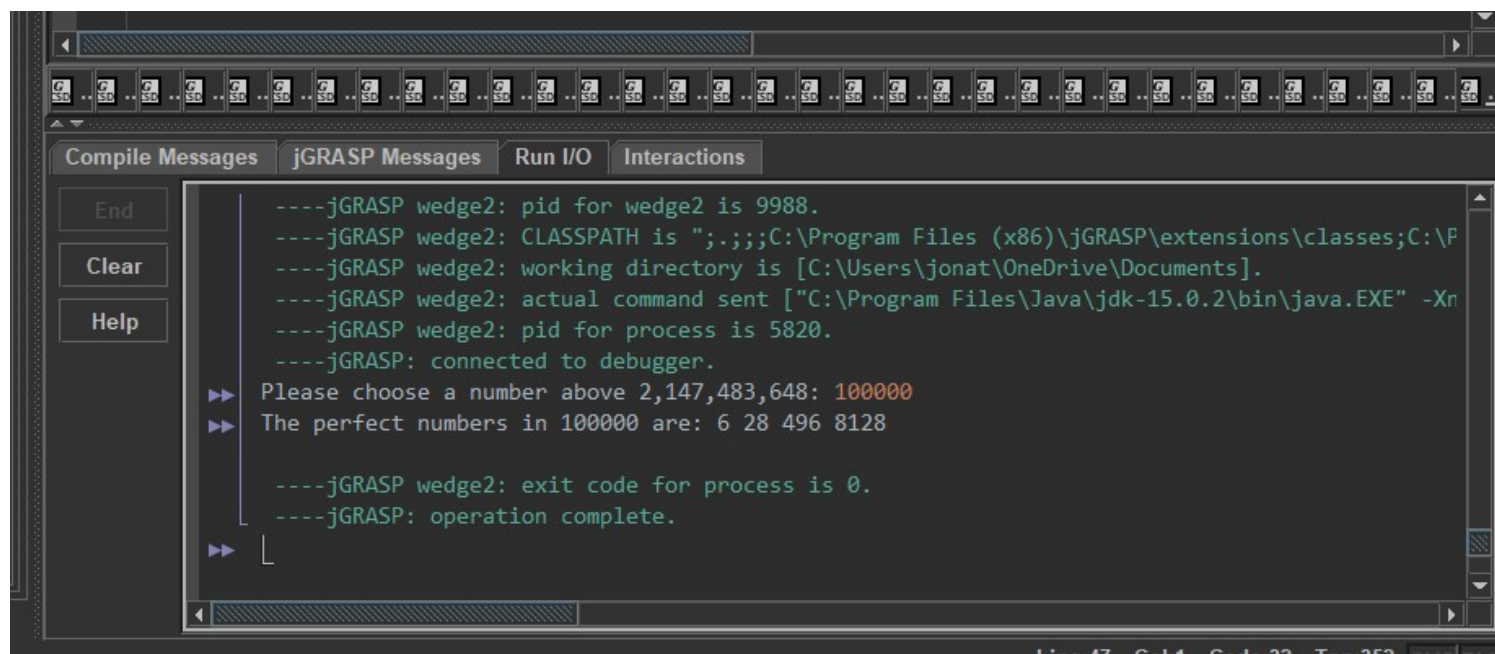 Compile Messages jGRASP Messages Run I/O Interactions
End
Clear
Help
----jGRASP wedge2: pid for wedge2 is 9988.
----jGRASP wedge2: CLASSPATH is ";.;;;C:\Program Files (x86)\jGRASP\extensions\classes;C:\P
----jGRASP wedge2: working directory is [C:\Users\jonat\OneDrive\Documents].
----jGRASP wedge2: actual command sent ["C:\Program Files\Java\jdk-15.0.2\bin\java.EXE" -Xn
----jGRASP wedge2: pid for process is 5820.
----jGRASP: connected to debugger.
Please choose a number above 2,147,483,648: 100000
The perfect numbers in 100000 are: 6 28 496 8128
----jGRASP wedge2: exit code for process is 0.
----jGRASP: operation complete.